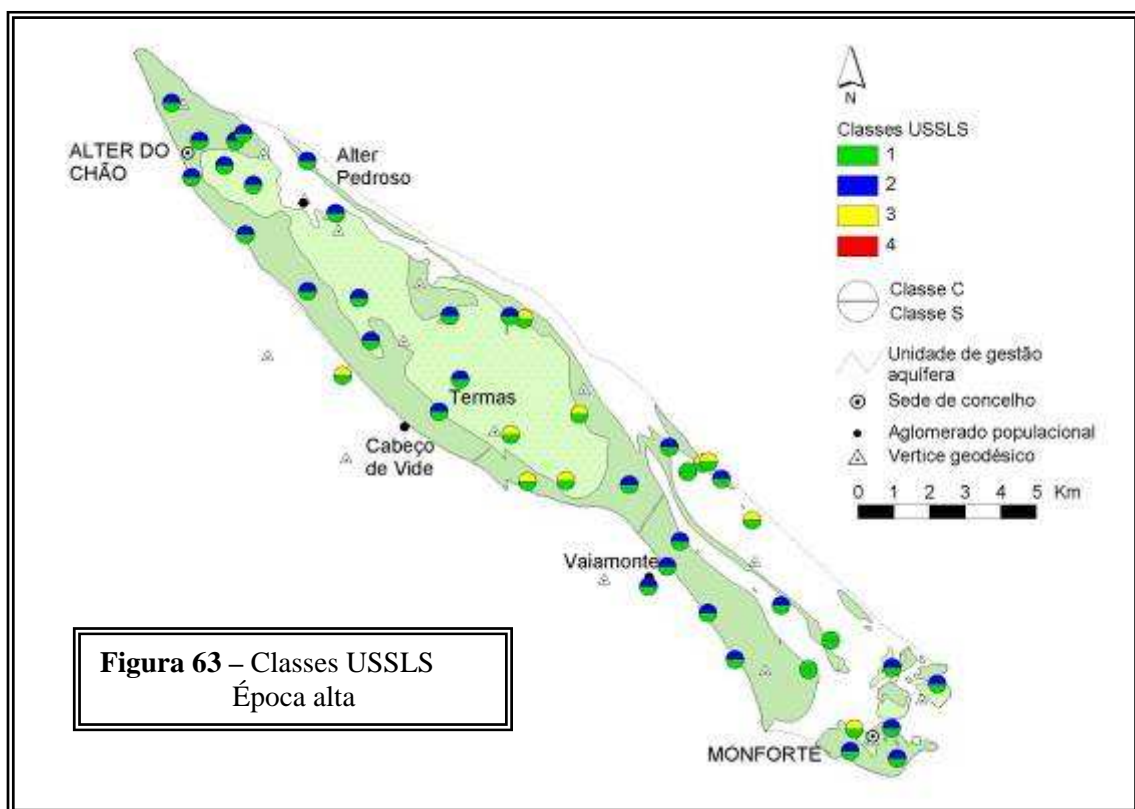 ALTER DO
CHÃO
Alter
Pedroso
Termas
Cabeço
de Vide
Vaiamonte
MONFORTE
N
Classes USSLS
1
2
3
4
Classe C
Classe S
Unidade de gestão
aquífera
Sede de concelho
Aglomerado populacional
Vertice geodésico
0 1 2 3 4 5 Km
Figura 63 – Classes USSLS
Época alta